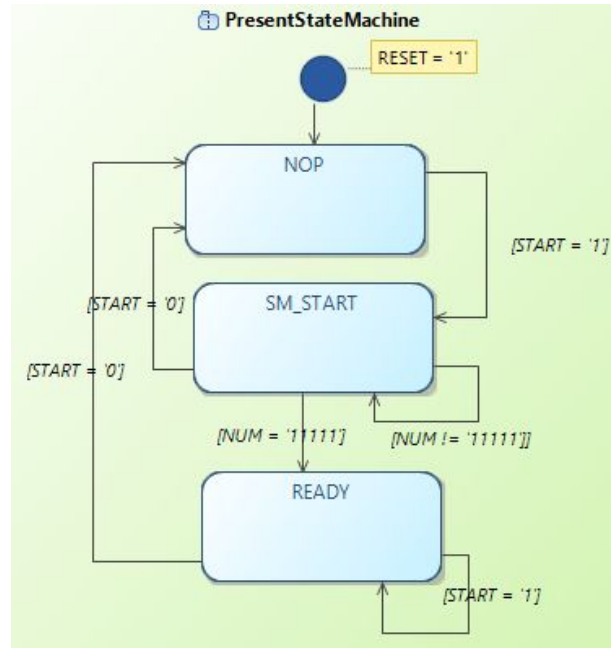 PresentStateMachine
RESET = '1'
NOP
[START = '1']
[START = '0']
SM_START
[START = '0']
[NUM = '11111']
[NUM != '11111']]
READY
[START = '1']